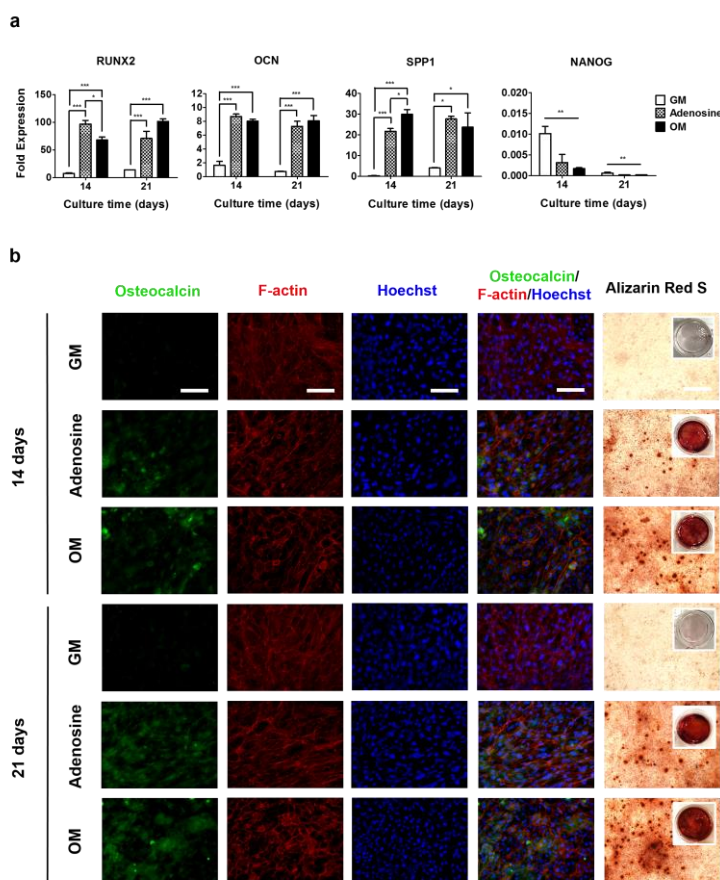 a
RUNX2
OCN
SPP1
NANOG
Fold Expression
150
100
50
0
***
***
*
***
***
14
21
Culture time (days)
10
8
6
4
2
0
***
***
***
***
14
21
Culture time (days)
40
30
20
10
0
***
***
*
*
*
14
21
Culture time (days)
0.020
0.015
0.010
0.005
0.000
**
**
14
21
Culture time (days)
GM
Adenosine
OM
b
Osteocalcin
F-actin
Hoechst
Osteocalcin/
F-actin/Hoechst
Alizarin Red S
14 days
GM
Adenosine
OM
21 days
GM
Adenosine
OM